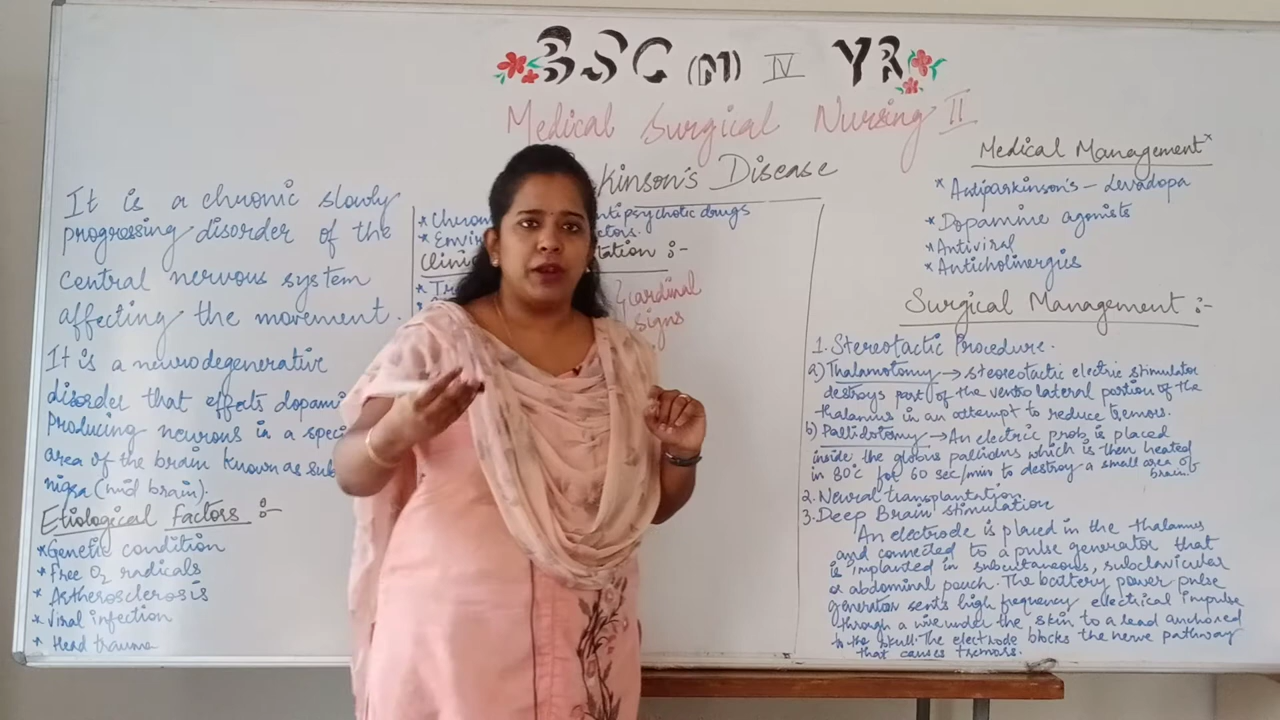 BSC (N) IV YR
Medical Surgical Nursing II
kinson's Disease
It is a chronic slowly
progressing disorder of the
central nervous system
affecting the movement.
It is a neurodegenerative
disorder that effects dopami
Producing neurons in a speci
area of the brain known as sub
nigra (mid brain).
Etiological Factors :-
* Genetic condition
* Free O2 radicals
* Aetherosclerosis
* Viral infection
* Head trauma
* Chron ntipsychotic drugs
* Envir ctors.
Clinic tation :-
* Tr
cardinal
signs
Medical Management
* Antiparkinson's - Levadopa
* Dopamine agonists
* Antiviral
* Anticholinergics
Surgical Management :-
1. Stereotactic Procedure.
a) Thalamotomy → stereotactic electric stimulator
destroys part of the ventrolateral portion of the
thalamus in an attempt to reduce tremors.
b) Pallidotomy → An electric prob is placed
inside the globus pallidus which is then heated
in 80°c for 60 sec/min to destroy a small area of
brain.
2. Neural transplantation
3. Deep Brain stimulation
An electrode is placed in the thalamus
and connected to a pulse generator that
is implanted in subcutaneous, subclavicular
or abdominal pouch. The battery power pulse
generator sents high frequency electrical impulse
through a wire under the skin to a lead anchored
to the skull. The electrode blocks the nerve pathway
that causes tremors.